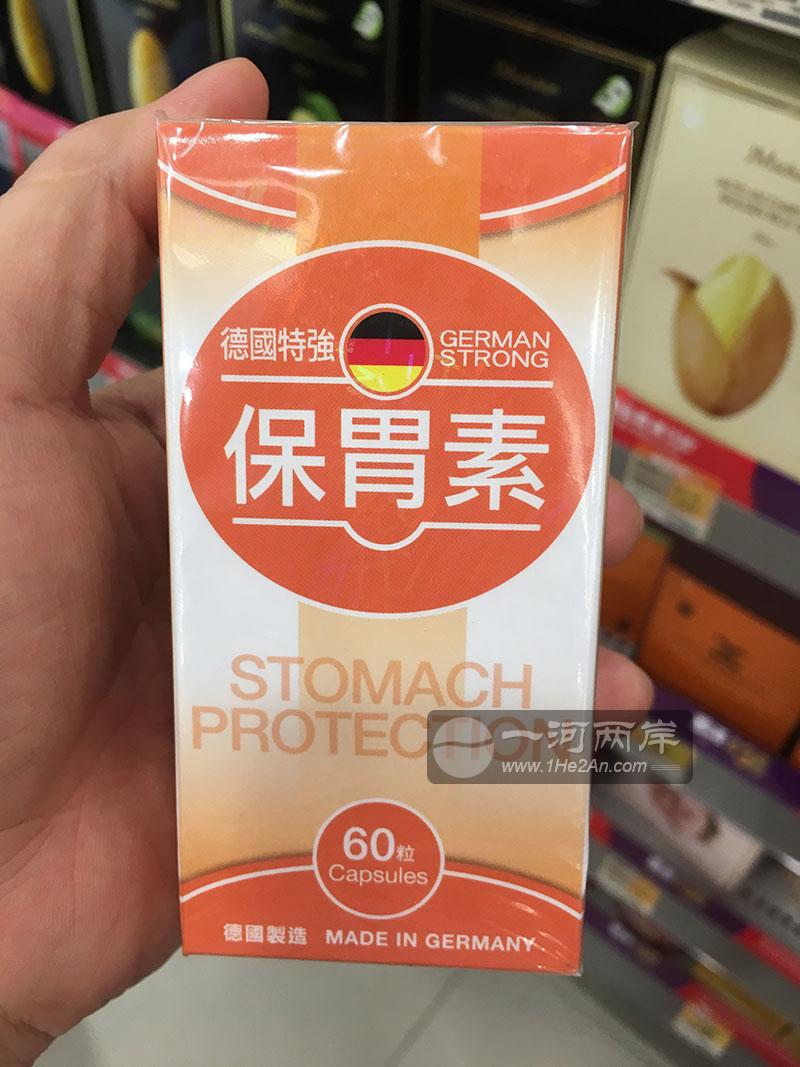 德國特強
GERMAN
STRONG
保胃素
STOMACH
PROTECTION
一河两岸
www.1He2An.com
60粒
Capsules
德國製造 MADE IN GERMANY